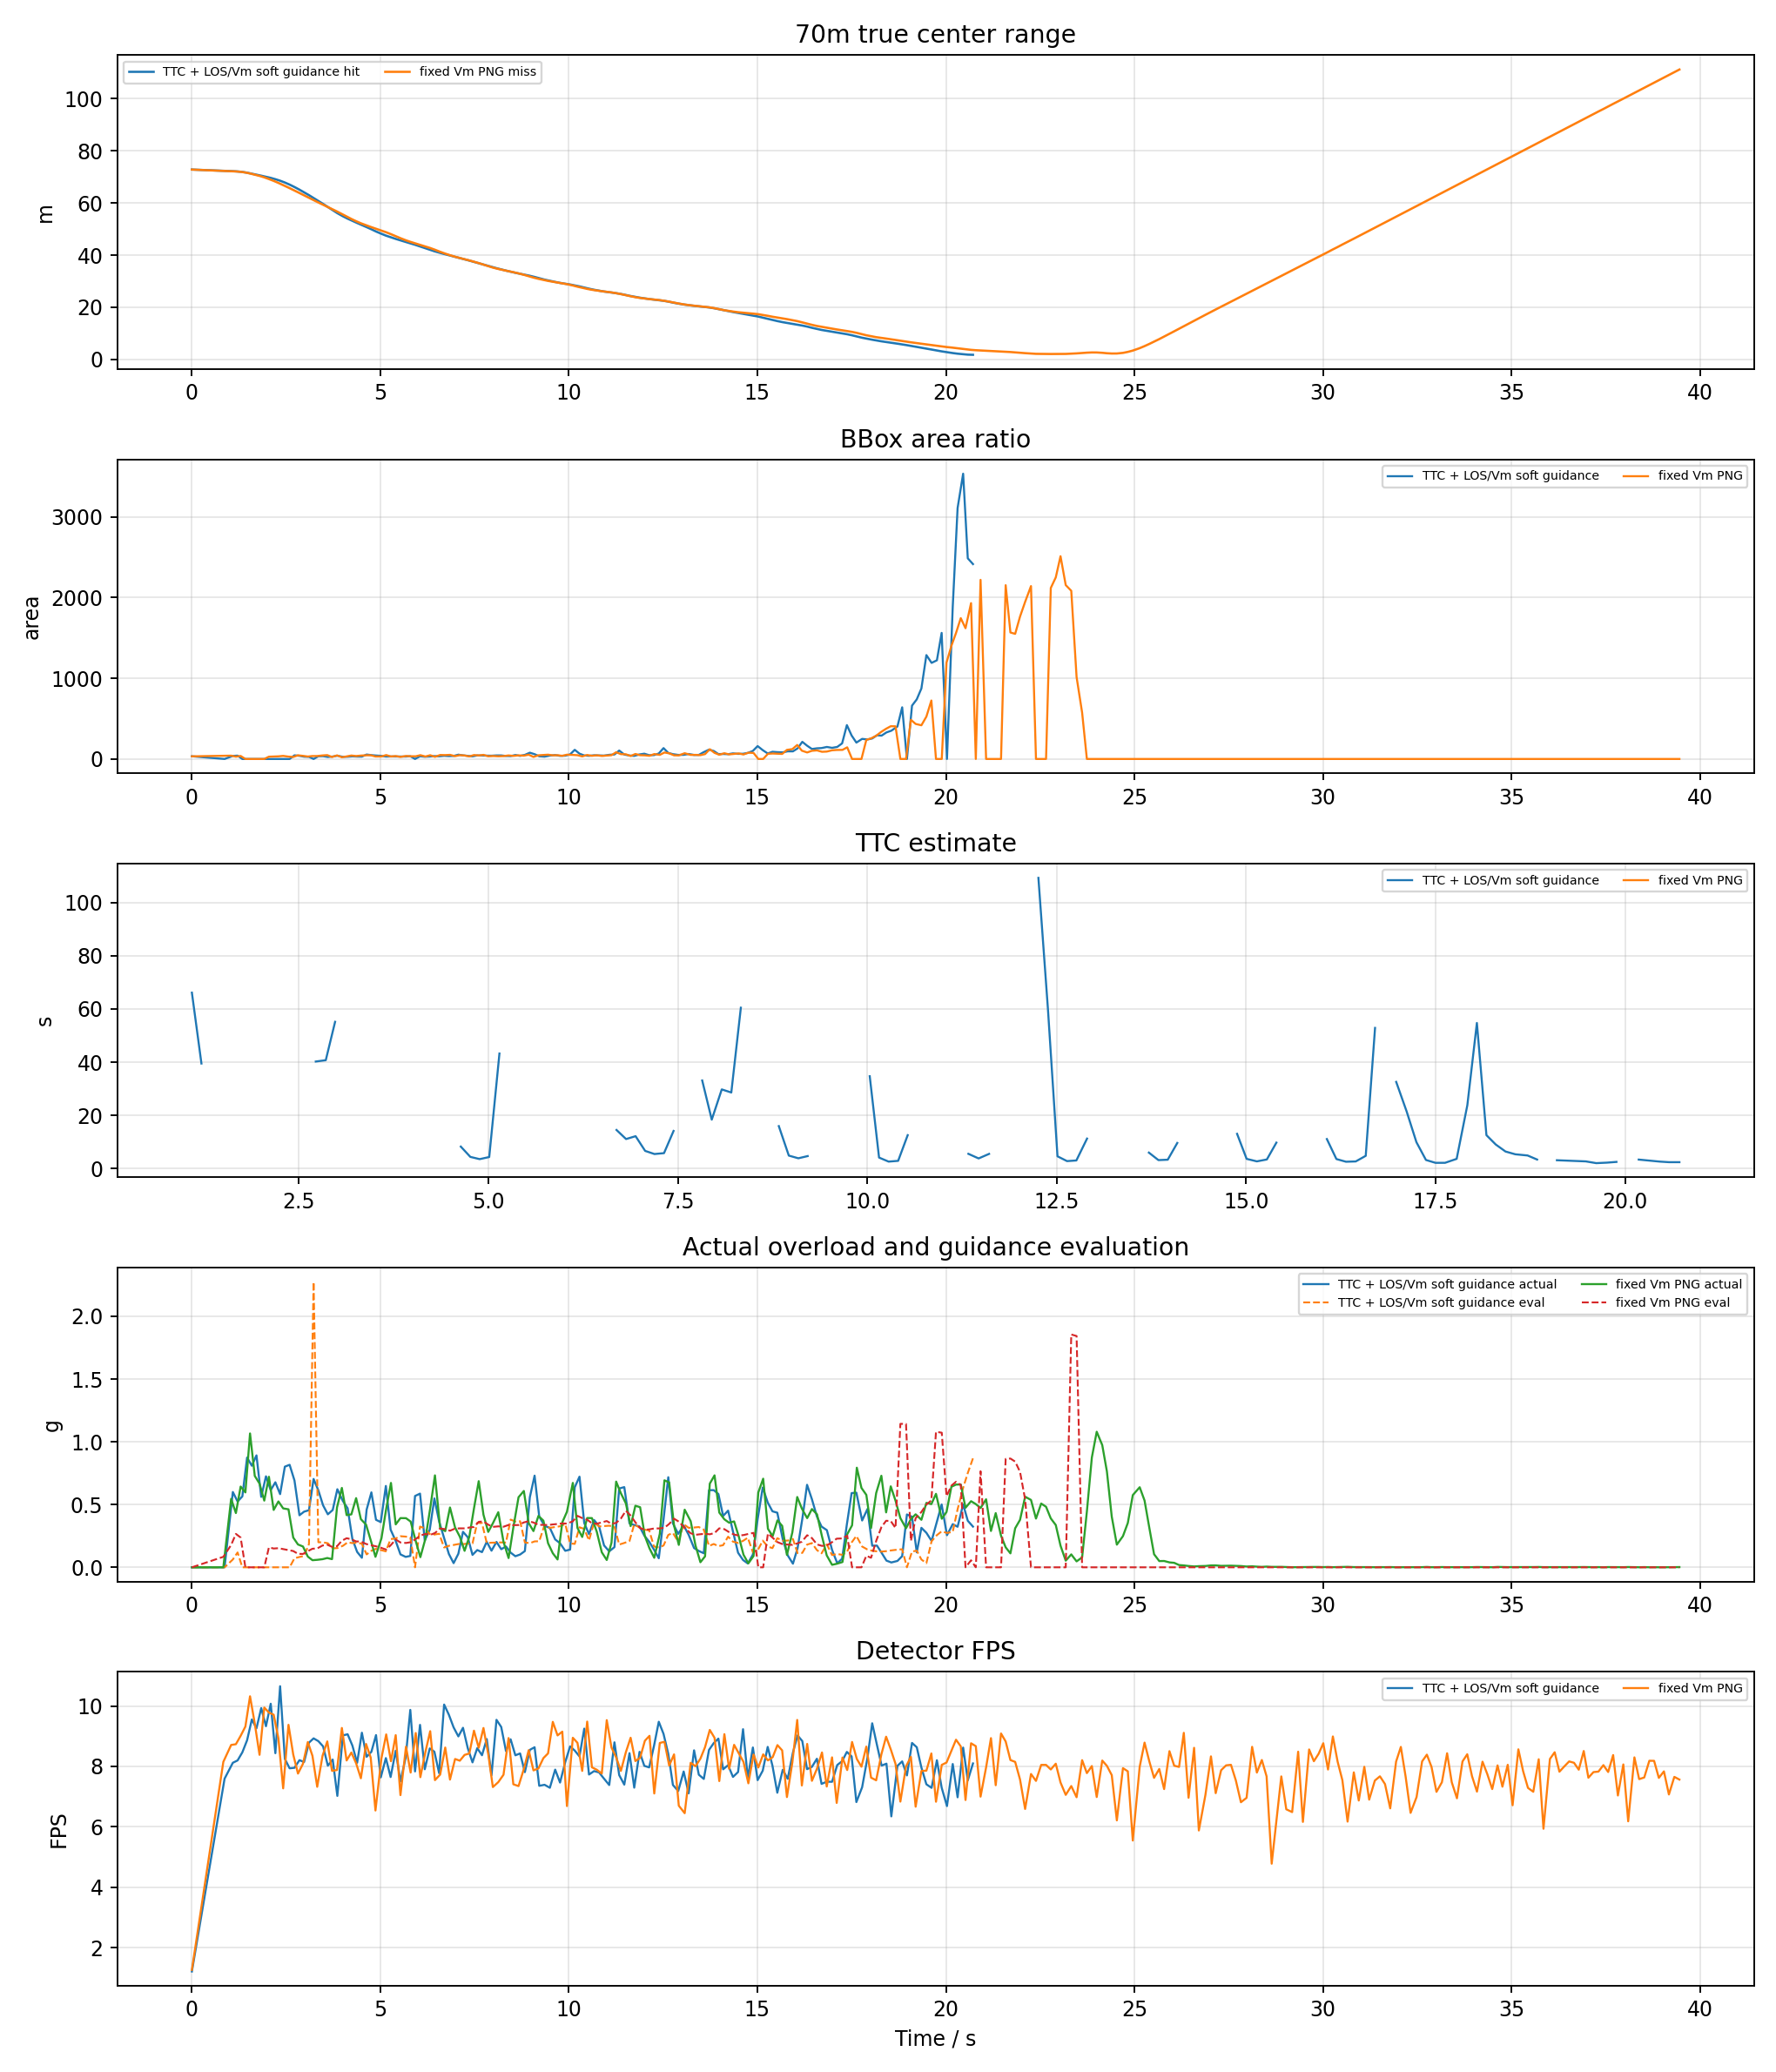 70m true center range
TTC + LOS/Vm soft guidance hit fixed Vm PNG miss
m
100
80
60
40
20
0
0 5 10 15 20 25 30 35 40
BBox area ratio
TTC + LOS/Vm soft guidance fixed Vm PNG
area
3000
2000
1000
0
0 5 10 15 20 25 30 35 40
TTC estimate
TTC + LOS/Vm soft guidance fixed Vm PNG
s
100
80
60
40
20
0
2.5 5.0 7.5 10.0 12.5 15.0 17.5 20.0
Actual overload and guidance evaluation
TTC + LOS/Vm soft guidance actual fixed Vm PNG actual
TTC + LOS/Vm soft guidance eval fixed Vm PNG eval
g
2.0
1.5
1.0
0.5
0.0
0 5 10 15 20 25 30 35 40
Detector FPS
TTC + LOS/Vm soft guidance fixed Vm PNG
FPS
10
8
6
4
2
0 5 10 15 20 25 30 35 40
Time / s